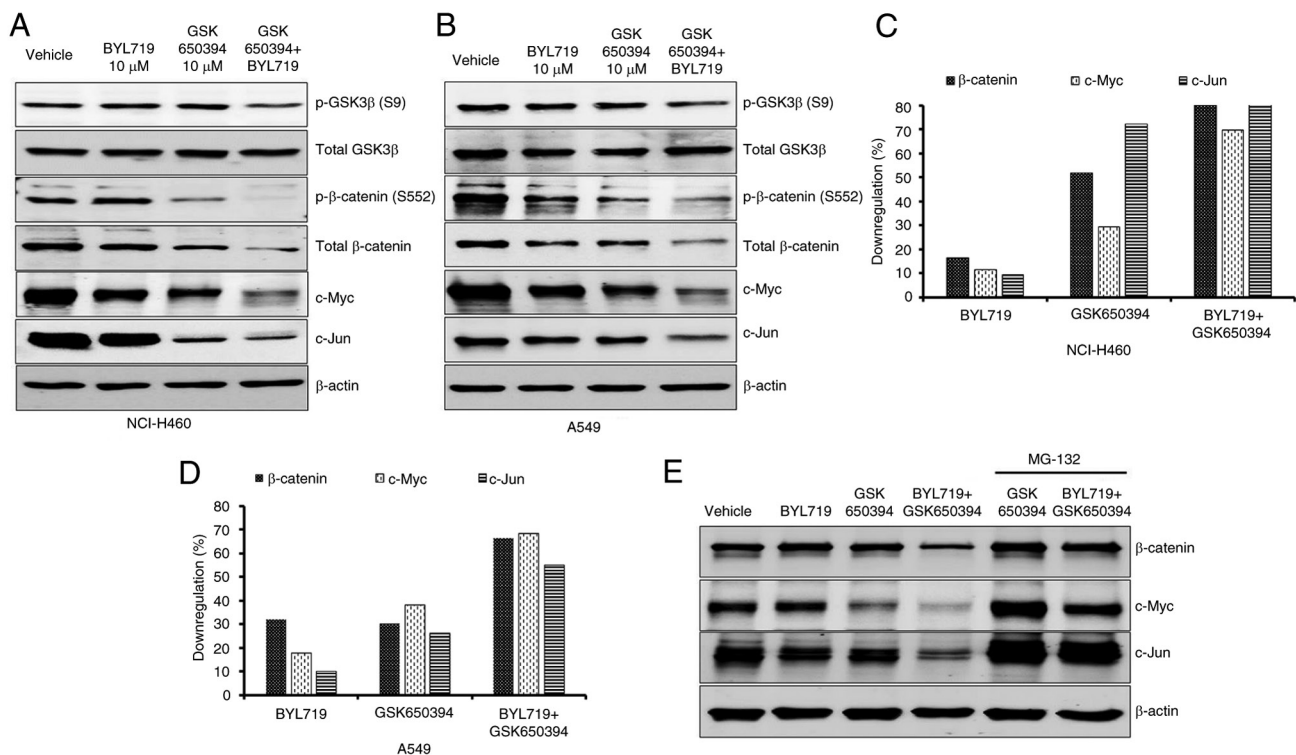 A
Vehicle
BYL719
10 μM
GSK
650394
10 μM
GSK
650394+
BYL719
p-GSK3β (S9)
Total GSK3β
p-β-catenin (S552)
Total β-catenin
c-Myc
c-Jun
β-actin
NCI-H460
B
Vehicle
BYL719
10 μM
GSK
650394
10 μM
GSK
650394+
BYL719
p-GSK3β (S9)
Total GSK3β
p-β-catenin (S552)
Total β-catenin
c-Myc
c-Jun
β-actin
A549
C
β-catenin c-Myc c-Jun
Downregulation (%)
80
70
60
50
40
30
20
10
0
BYL719 GSK650394 BYL719+
GSK650394
NCI-H460
D
β-catenin c-Myc c-Jun
Downregulation (%)
80
70
60
50
40
30
20
10
0
BYL719 GSK650394 BYL719+
GSK650394
A549
E
MG-132
Vehicle
BYL719
GSK
650394
BYL719+
GSK650394
GSK
650394
BYL719+
GSK650394
β-catenin
c-Myc
c-Jun
β-actin